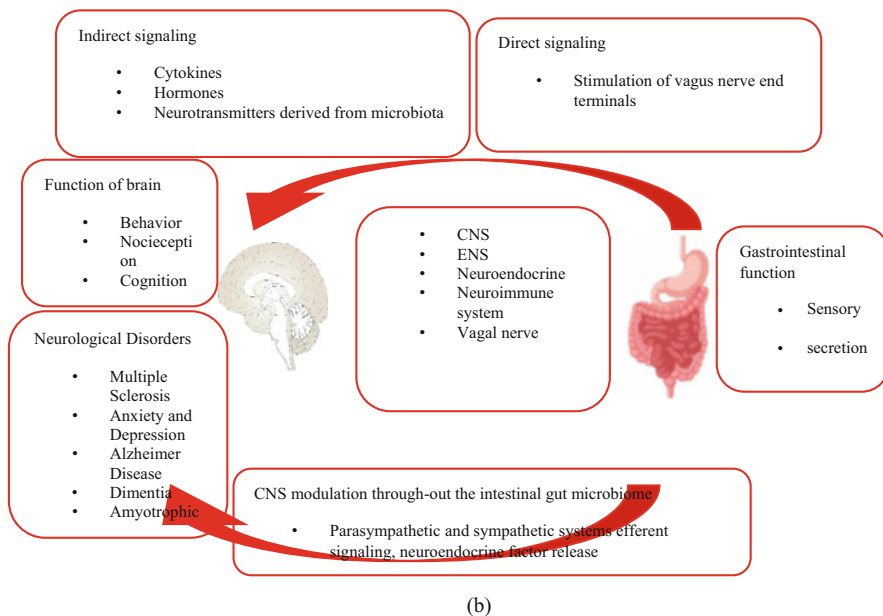 Indirect signaling
• Cytokines
• Hormones
• Neurotransmitters derived from microbiota
Direct signaling
• Stimulation of vagus nerve end
terminals
Function of brain
• Behavior
• Nociecepti
on
• Cognition
• CNS
• ENS
• Neuroendocrine
• Neuroimmune
system
• Vagal nerve
Gastrointestinal
function
• Sensory
• secretion
Neurological Disorders
• Multiple
Sclerosis
• Anxiety and
Depression
• Alzheimer
Disease
• Dimentia
• Amyotrophic
CNS modulation through-out the intestinal gut microbiome
• Parasympathetic and sympathetic systems efferent
signaling, neuroendocrine factor release
(b)